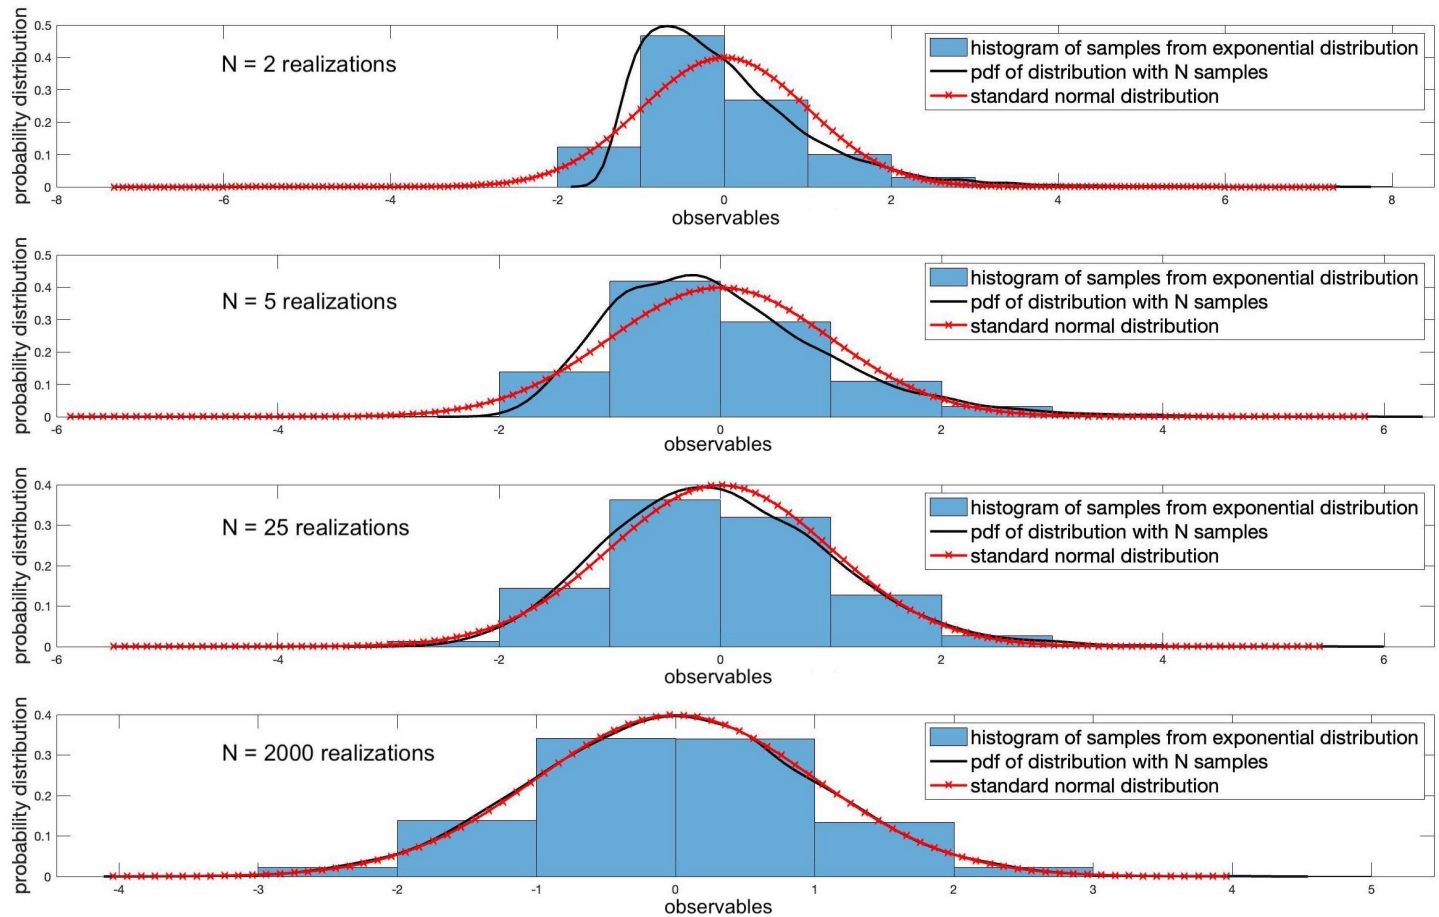 probability distribution
0.5
0.4
0.3
0.2
0.1
0
N = 2 realizations
histogram of samples from exponential distribution
pdf of distribution with N samples
standard normal distribution
-8 -6 -4 -2 0 2 4 6 8
observables
probability distribution
0.5
0.4
0.3
0.2
0.1
0
N = 5 realizations
histogram of samples from exponential distribution
pdf of distribution with N samples
standard normal distribution
-6 -4 -2 0 2 4 6
observables
probability distribution
0.4
0.3
0.2
0.1
0
N = 25 realizations
histogram of samples from exponential distribution
pdf of distribution with N samples
standard normal distribution
-6 -4 -2 0 2 4 6
observables
probability distribution
0.4
0.3
0.2
0.1
0
N = 2000 realizations
histogram of samples from exponential distribution
pdf of distribution with N samples
standard normal distribution
-4 -3 -2 -1 0 1 2 3 4 5
observables